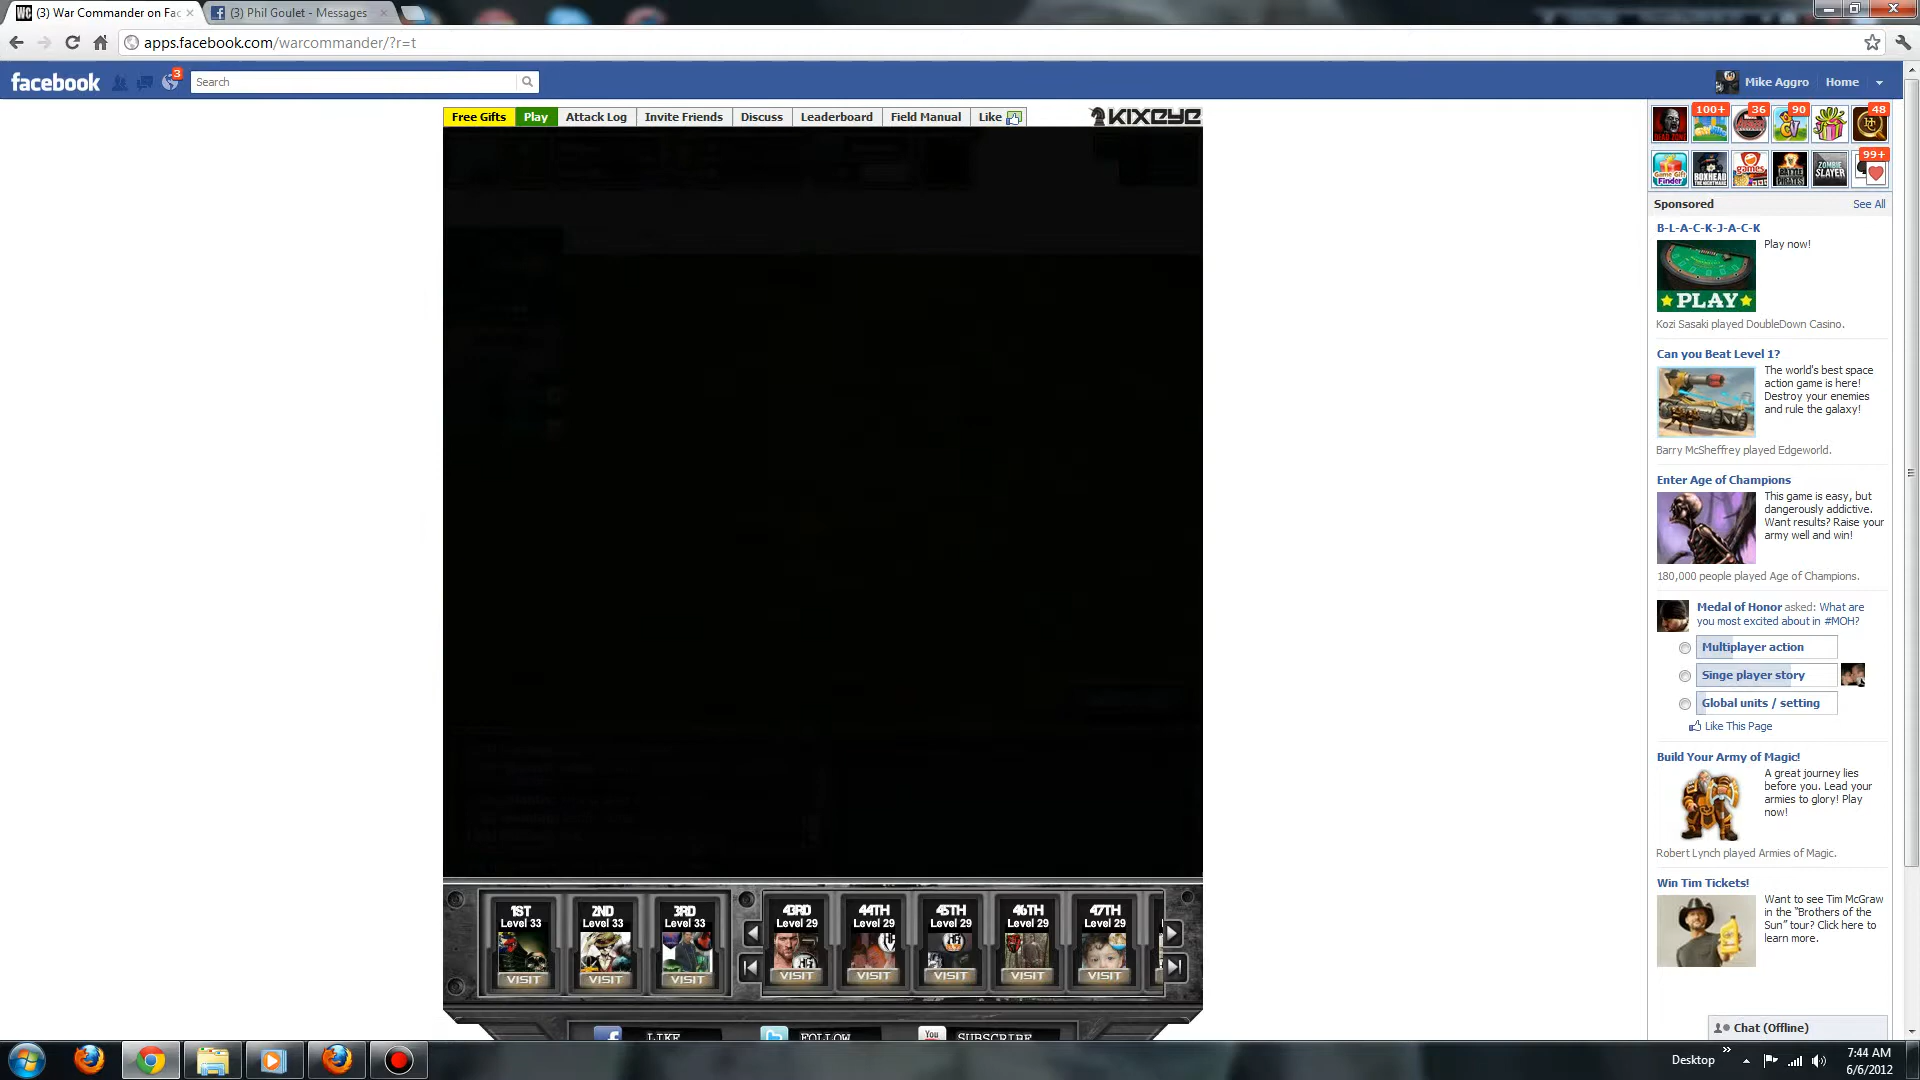 (3) War Commander on Fac
(3) Phil Goulet - Messages
apps.facebook.com/warcommander/?r=t
facebook
3
Search
Mike Aggro
Home
Free Gifts
Play
Attack Log
Invite Friends
Discuss
Leaderboard
Field Manual
Like
KIXEYE
100+
36
90
48
DEAD ZONE
99+
Game Gift Finder
BOXHEAD
games
BATTLE PIRATES
ZOMBIE SLAYER
Sponsored
See All
B-L-A-C-K-J-A-C-K
Play now!
PLAY
Kozi Sasaki played DoubleDown Casino.
Can you Beat Level 1?
The world's best space
action game is here!
Destroy your enemies
and rule the galaxy!
Barry McSheffrey played Edgeworld.
Enter Age of Champions
This game is easy, but
dangerously addictive.
Want results? Raise your
army well and win!
180,000 people played Age of Champions.
Medal of Honor asked: What are
you most excited about in #MOH?
Multiplayer action
Singe player story
Global units / setting
Like This Page
Build Your Army of Magic!
A great journey lies
before you. Lead your
armies to glory! Play
now!
Robert Lynch played Armies of Magic.
Win Tim Tickets!
Want to see Tim McGraw
in the "Brothers of the
Sun" tour? Click here to
learn more.
1ST
Level 33
VISIT
2ND
Level 33
VISIT
3RD
Level 33
VISIT
43RD
Level 29
VISIT
44TH
Level 29
VISIT
45TH
Level 29
VISIT
46TH
Level 29
VISIT
47TH
Level 29
VISIT
LIKE
FOLLOW
You
SUBSCRIBE
Chat (Offline)
Desktop
7:44 AM
6/6/2012